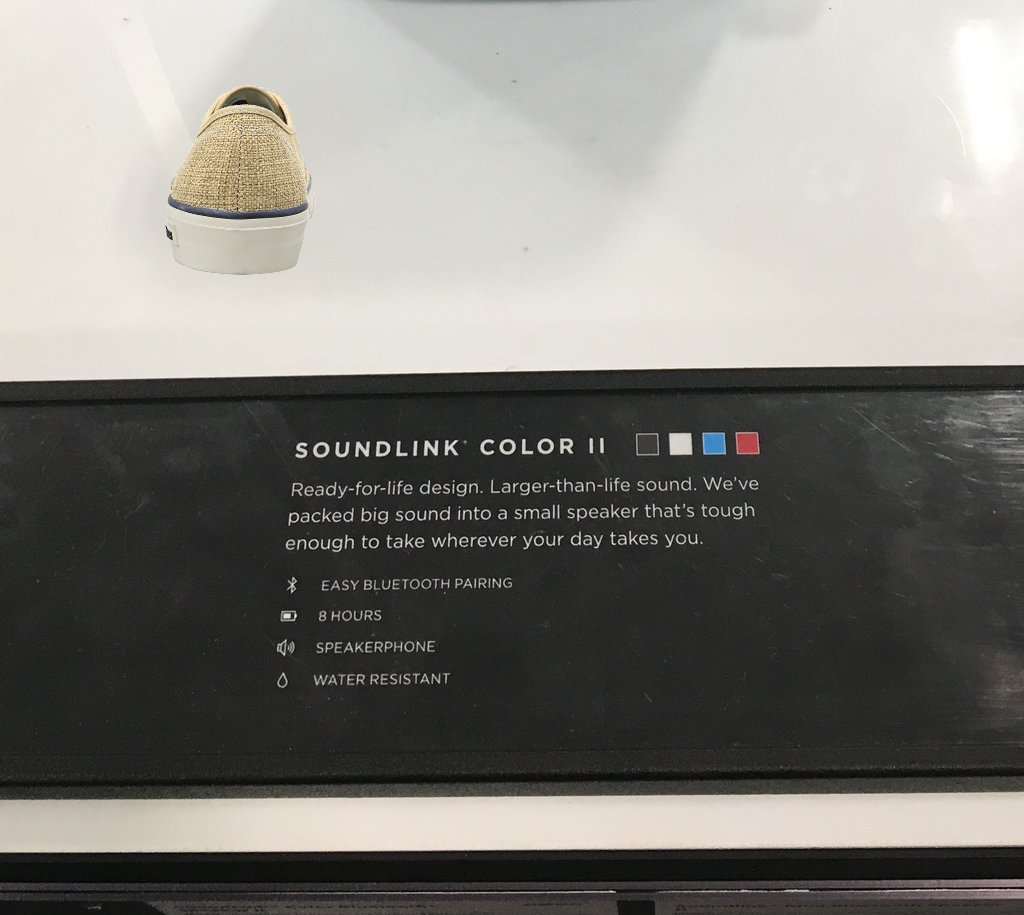 SOUNDLINK COLOR II
Ready-for-life design. Larger-than-life sound. We've
packed big sound into a small speaker that's tough
enough to take wherever your day takes you.
EASY BLUETOOTH PAIRING
8 HOURS
SPEAKERPHONE
WATER RESISTANT